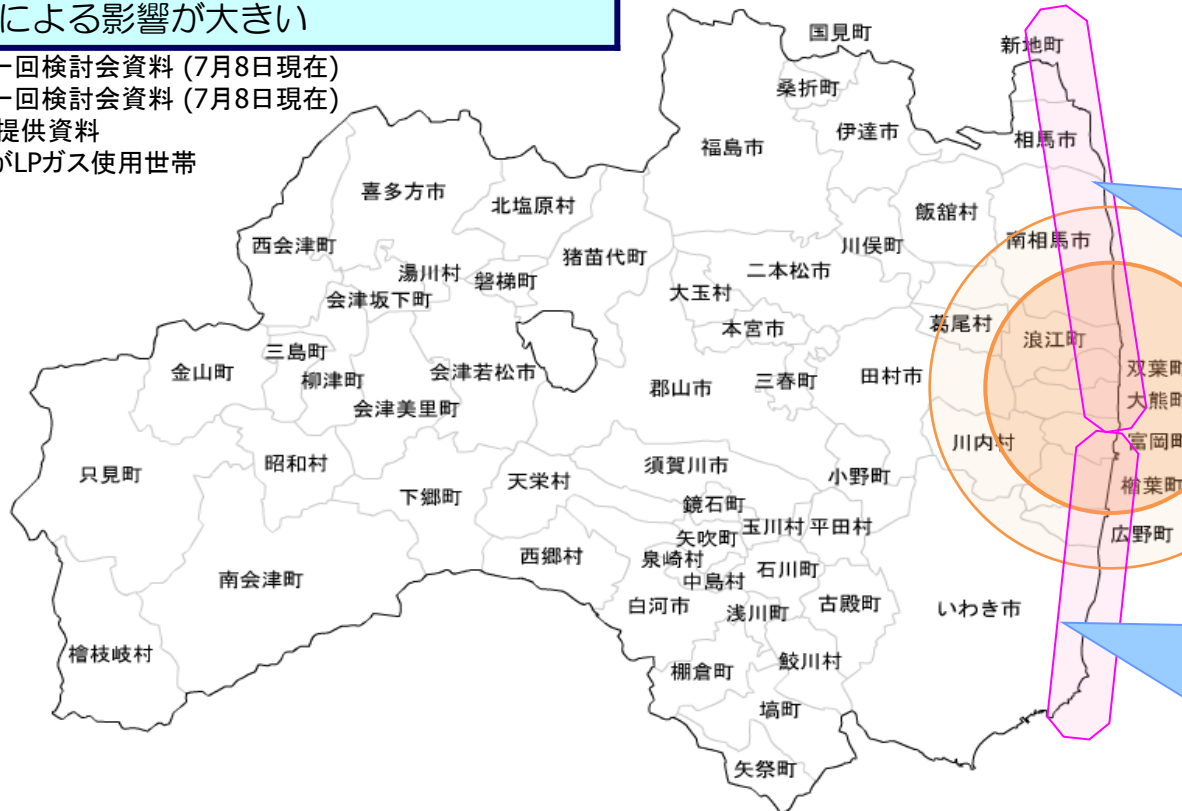 による影響が大きい
一回検討会資料 (7月8日現在)
一回検討会資料 (7月8日現在)
提供資料
がLPガス使用世帯
国見町
新地町
桑折町
伊達市
相馬市
福島市
喜多方市
北塩原村
飯舘村
西会津町
猪苗代町
川俣町
南相馬市
湯川村
磐梯町
二本松市
会津坂下町
大玉村
本宮市
葛尾村
浪江町
三島町
金山町
柳津町
会津若松市
郡山市
三春町
田村市
双葉町
会津美里町
大熊町
川内村
富岡町
只見町
昭和村
須賀川市
小野町
下郷町
天栄村
楢葉町
鏡石町
玉川村
平田村
広野町
矢吹町
西郷村
泉崎村
石川町
南会津町
中島村
白河市
浅川町
古殿町
いわき市
檜枝岐村
棚倉町
鮫川村
塙町
矢祭町